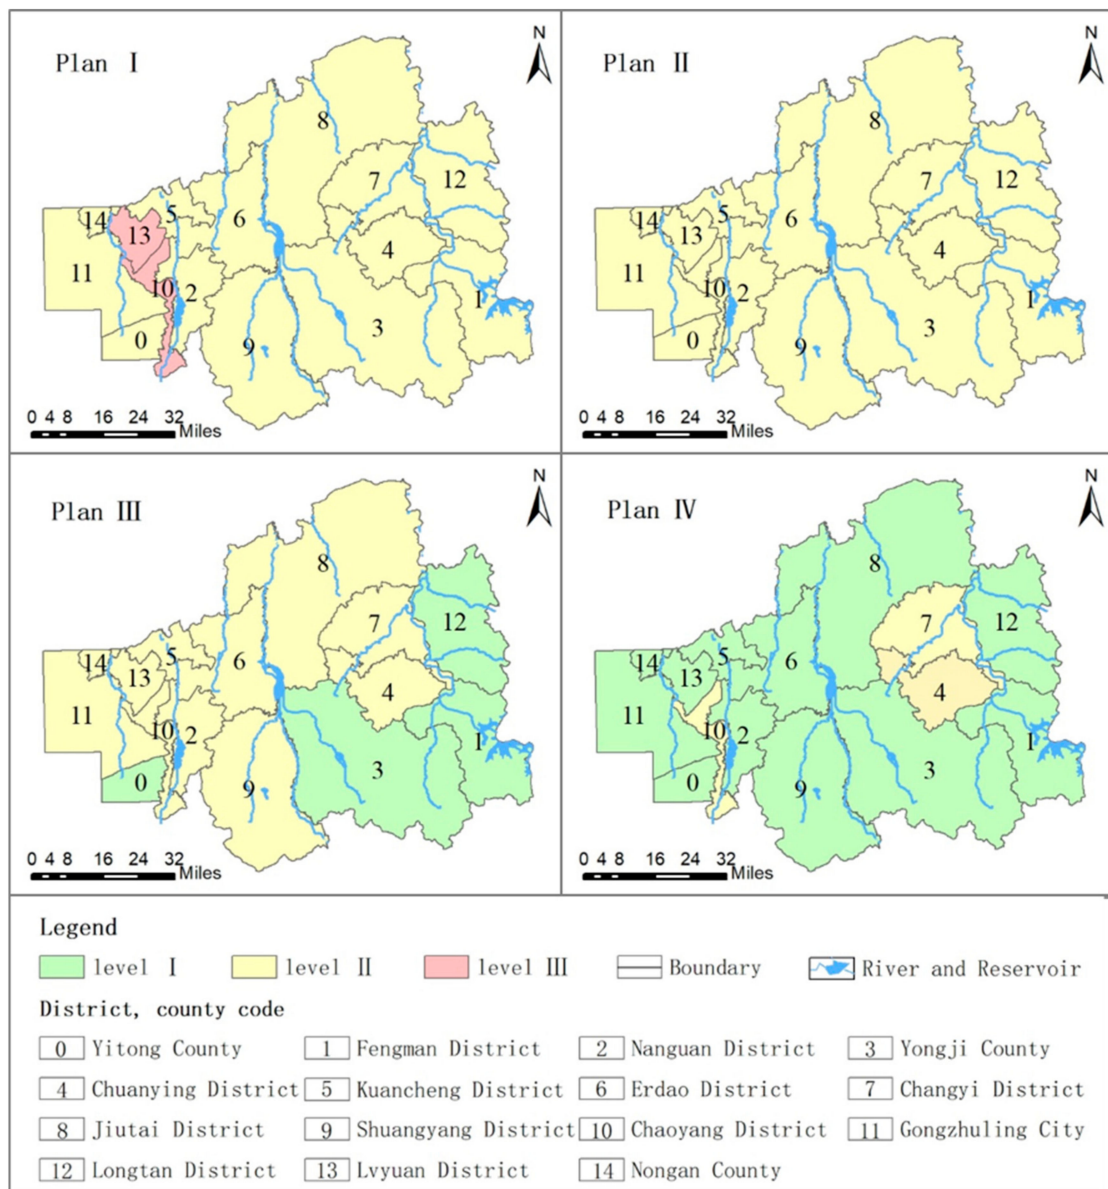 Plan Ⅰ
N
8
7
12
14
5
6
13
4
11
10
2
1
3
0
9
0 4 8 16 24 32
Miles
Plan Ⅱ
N
8
7
12
14
5
6
13
4
11
10
2
1
3
0
9
0 4 8 16 24 32
Miles
Plan Ⅲ
N
8
7
12
14
5
6
13
4
11
10
2
1
3
0
9
0 4 8 16 24 32
Miles
Plan Ⅳ
N
8
7
12
14
5
6
13
4
11
10
2
1
3
0
9
0 4 8 16 24 32
Miles
Legend
level Ⅰ level Ⅱ level Ⅲ Boundary River and Reservoir
District, county code
0 Yitong County 1 Fengman District 2 Nanguan District 3 Yongji County
4 Chuanying District 5 Kuancheng District 6 Erdao District 7 Changyi District
8 Jiutai District 9 Shuangyang District 10 Chaoyang District 11 Gongzhuling City
12 Longtan District 13 Lvyuan District 14 Nongan County